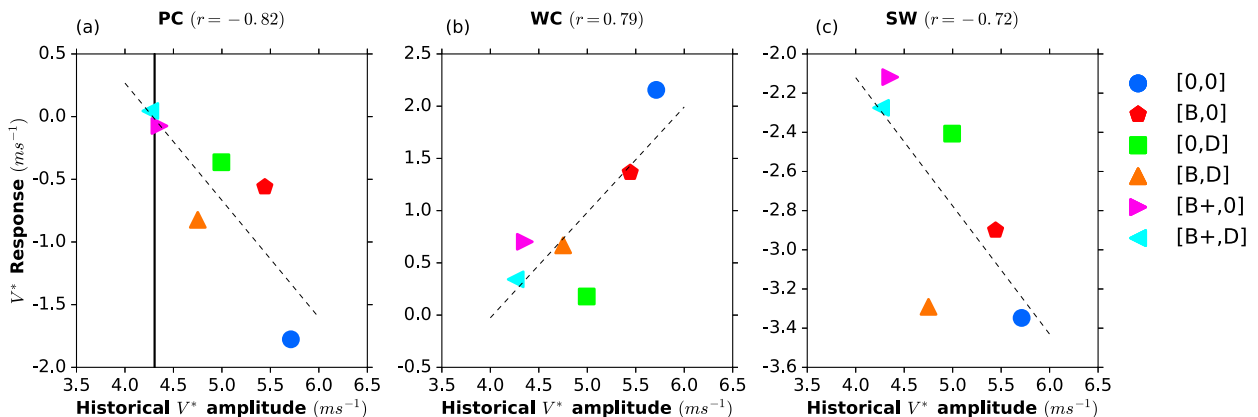 PC (r = −0.82)
(a)
0.5
0.0
-0.5
-1.0
-1.5
-2.0
3.5 4.0 4.5 5.0 5.5 6.0 6.5
V* Response (ms⁻¹)
Historical V* amplitude (ms⁻¹)
WC (r = 0.79)
(b)
2.5
2.0
1.5
1.0
0.5
0.0
-0.5
3.5 4.0 4.5 5.0 5.5 6.0 6.5
Historical V* amplitude (ms⁻¹)
SW (r = −0.72)
(c)
-2.0
-2.2
-2.4
-2.6
-2.8
-3.0
-3.2
-3.4
-3.6
3.5 4.0 4.5 5.0 5.5 6.0 6.5
Historical V* amplitude (ms⁻¹)
[0,0]
[B,0]
[0,D]
[B,D]
[B+,0]
[B+,D]